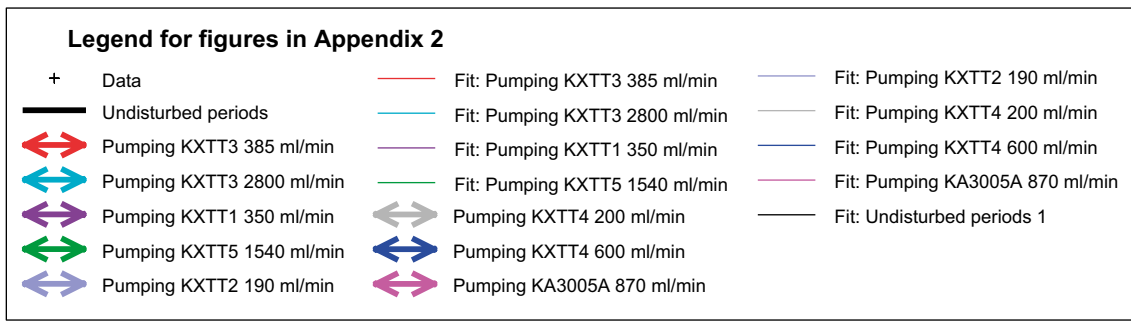 Legend for figures in Appendix 2
Data
Undisturbed periods
Pumping KXTT3 385 ml/min
Pumping KXTT3 2800 ml/min
Pumping KXTT1 350 ml/min
Pumping KXTT5 1540 ml/min
Pumping KXTT2 190 ml/min
Fit: Pumping KXTT3 385 ml/min
Fit: Pumping KXTT3 2800 ml/min
Fit: Pumping KXTT1 350 ml/min
Fit: Pumping KXTT5 1540 ml/min
Pumping KXTT4 200 ml/min
Pumping KXTT4 600 ml/min
Pumping KA3005A 870 ml/min
Fit: Pumping KXTT2 190 ml/min
Fit: Pumping KXTT4 200 ml/min
Fit: Pumping KXTT4 600 ml/min
Fit: Pumping KA3005A 870 ml/min
Fit: Undisturbed periods 1